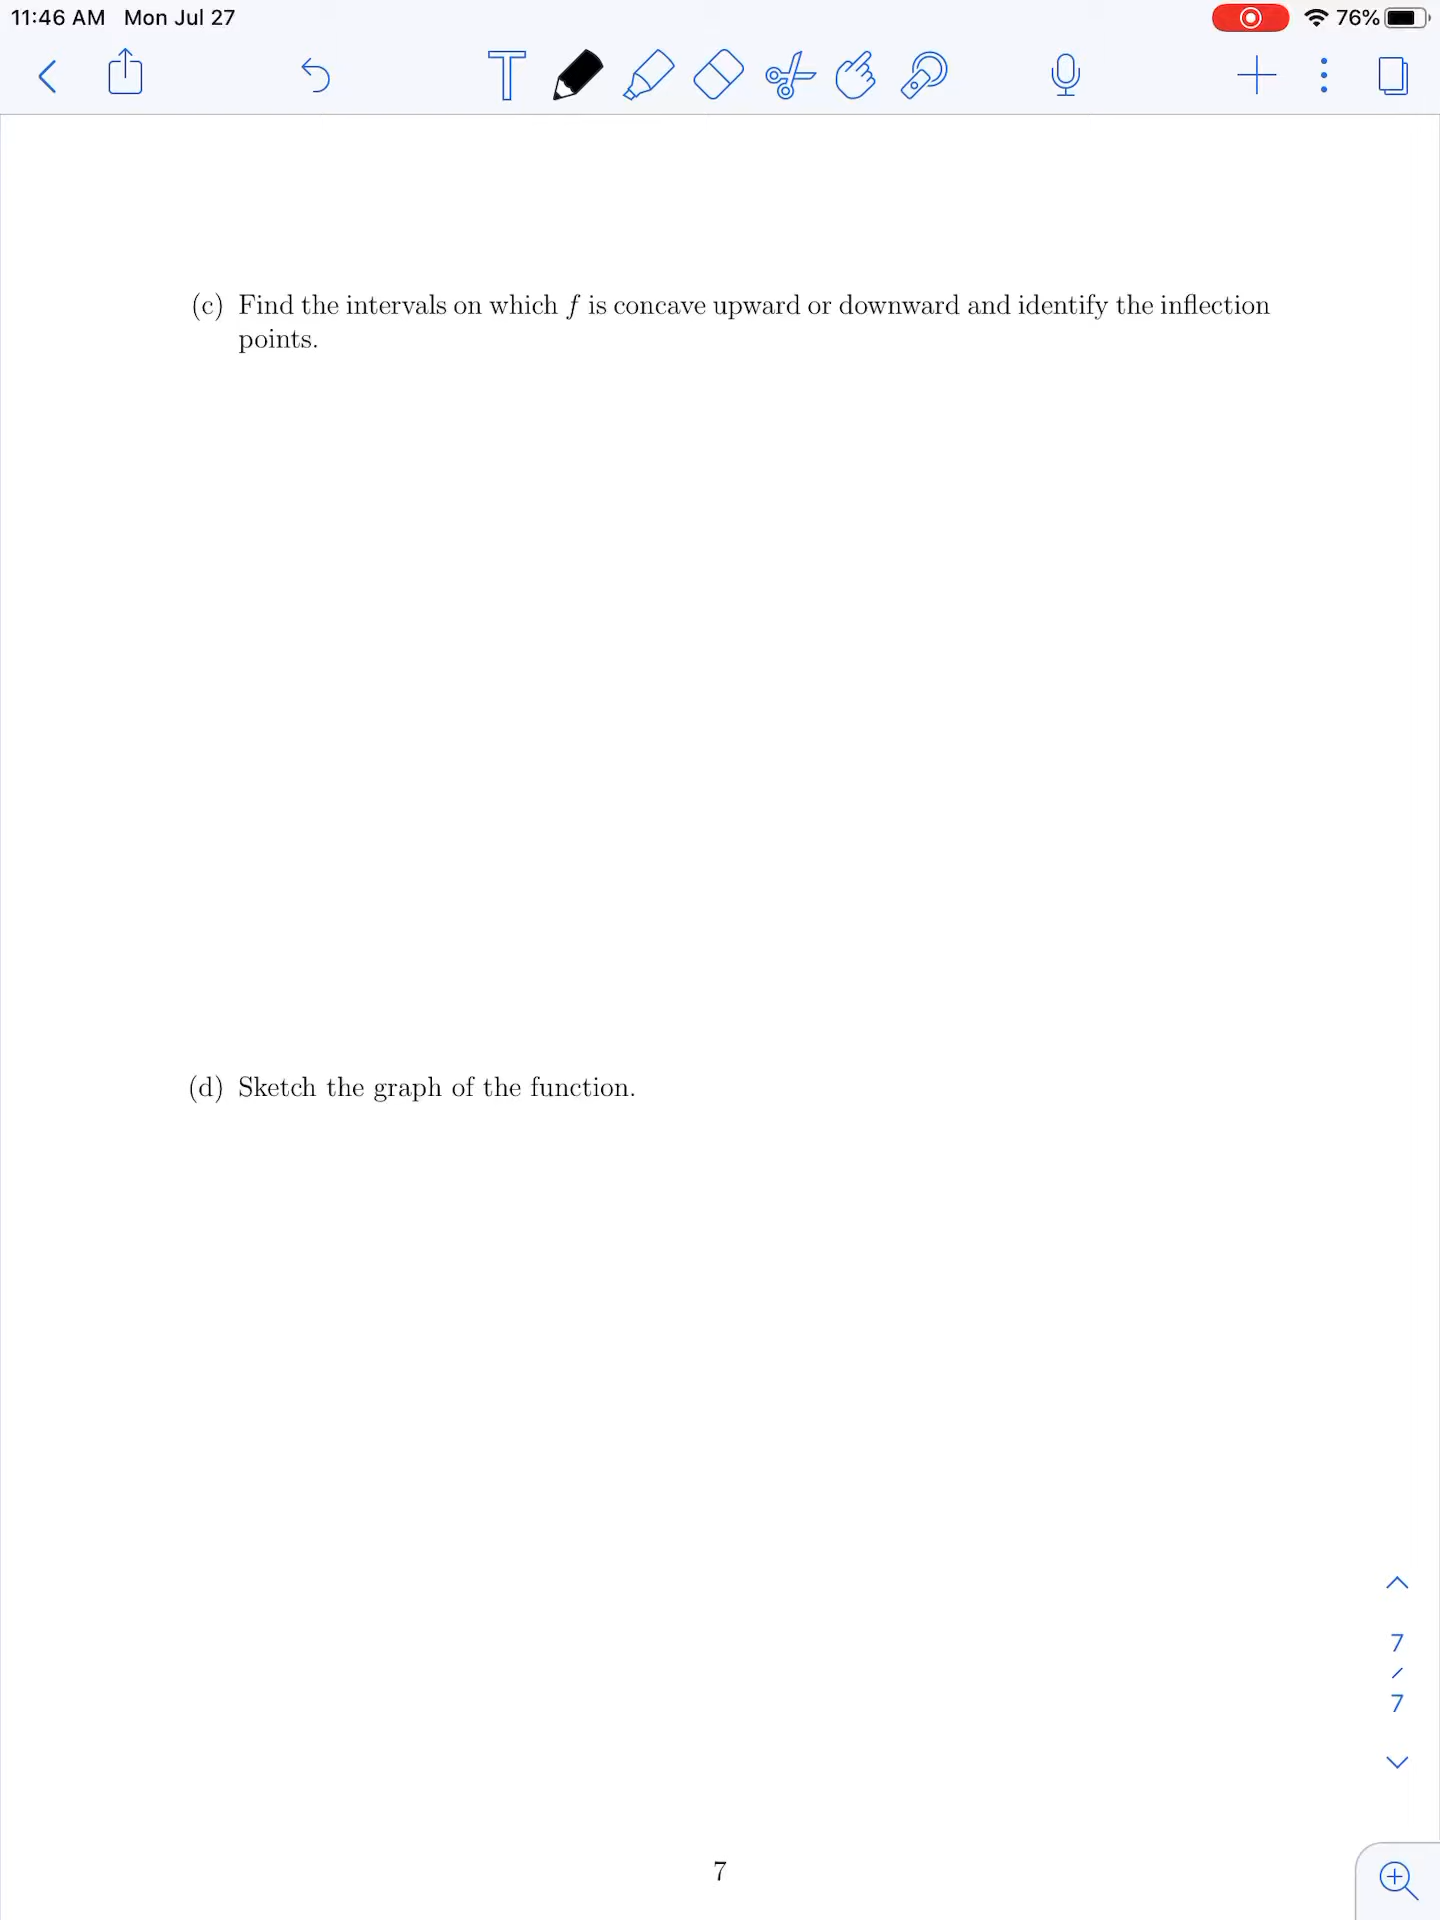 11:46 AM Mon Jul 27
76%
(c) Find the intervals on which f is concave upward or downward and identify the inflection
points.
(d) Sketch the graph of the function.
7
/
7
7